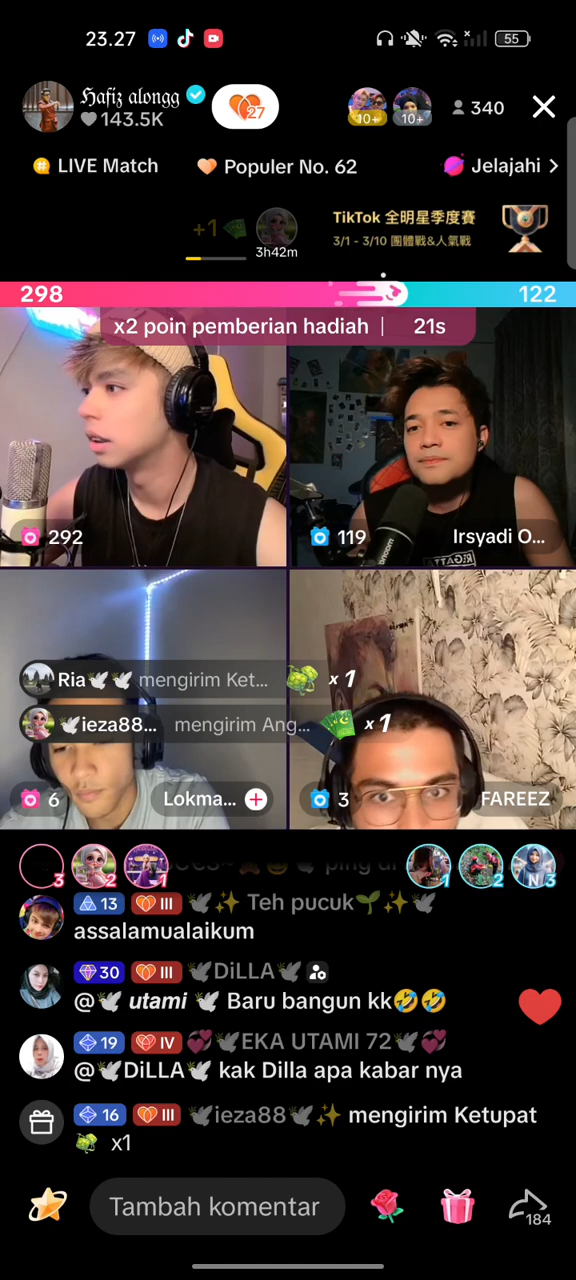 23.27
55
Hafiz alongg
143.5K
27
10+
10+
340
LIVE Match
Populer No. 62
Jelajahi
+1
3h42m
TikTok 全明星季度賽
3/1 - 3/10 團體戰&人氣戰
298
122
x2 poin pemberian hadiah | 21s
292
119
Irsyadi O...
Ria🕊🕊 mengirim Ket... x1
🕊ieza88... mengirim Ang... x1
6
Lokma...
3
FAREEZ
3
2
1
1
2
N 3
13 III 🕊✨ Teh pucuk🌱✨🕊
assalamualaikum
30 III 🕊DiLLA🕊
@🕊 utami 🕊 Baru bangun kk🤣🤣
19 IV 💞🕊EKA UTAMI 72🕊💞
@🕊DiLLA🕊 kak Dilla apa kabar nya
16 III 🕊ieza88🕊✨ mengirim Ketupat
x1
Tambah komentar
184